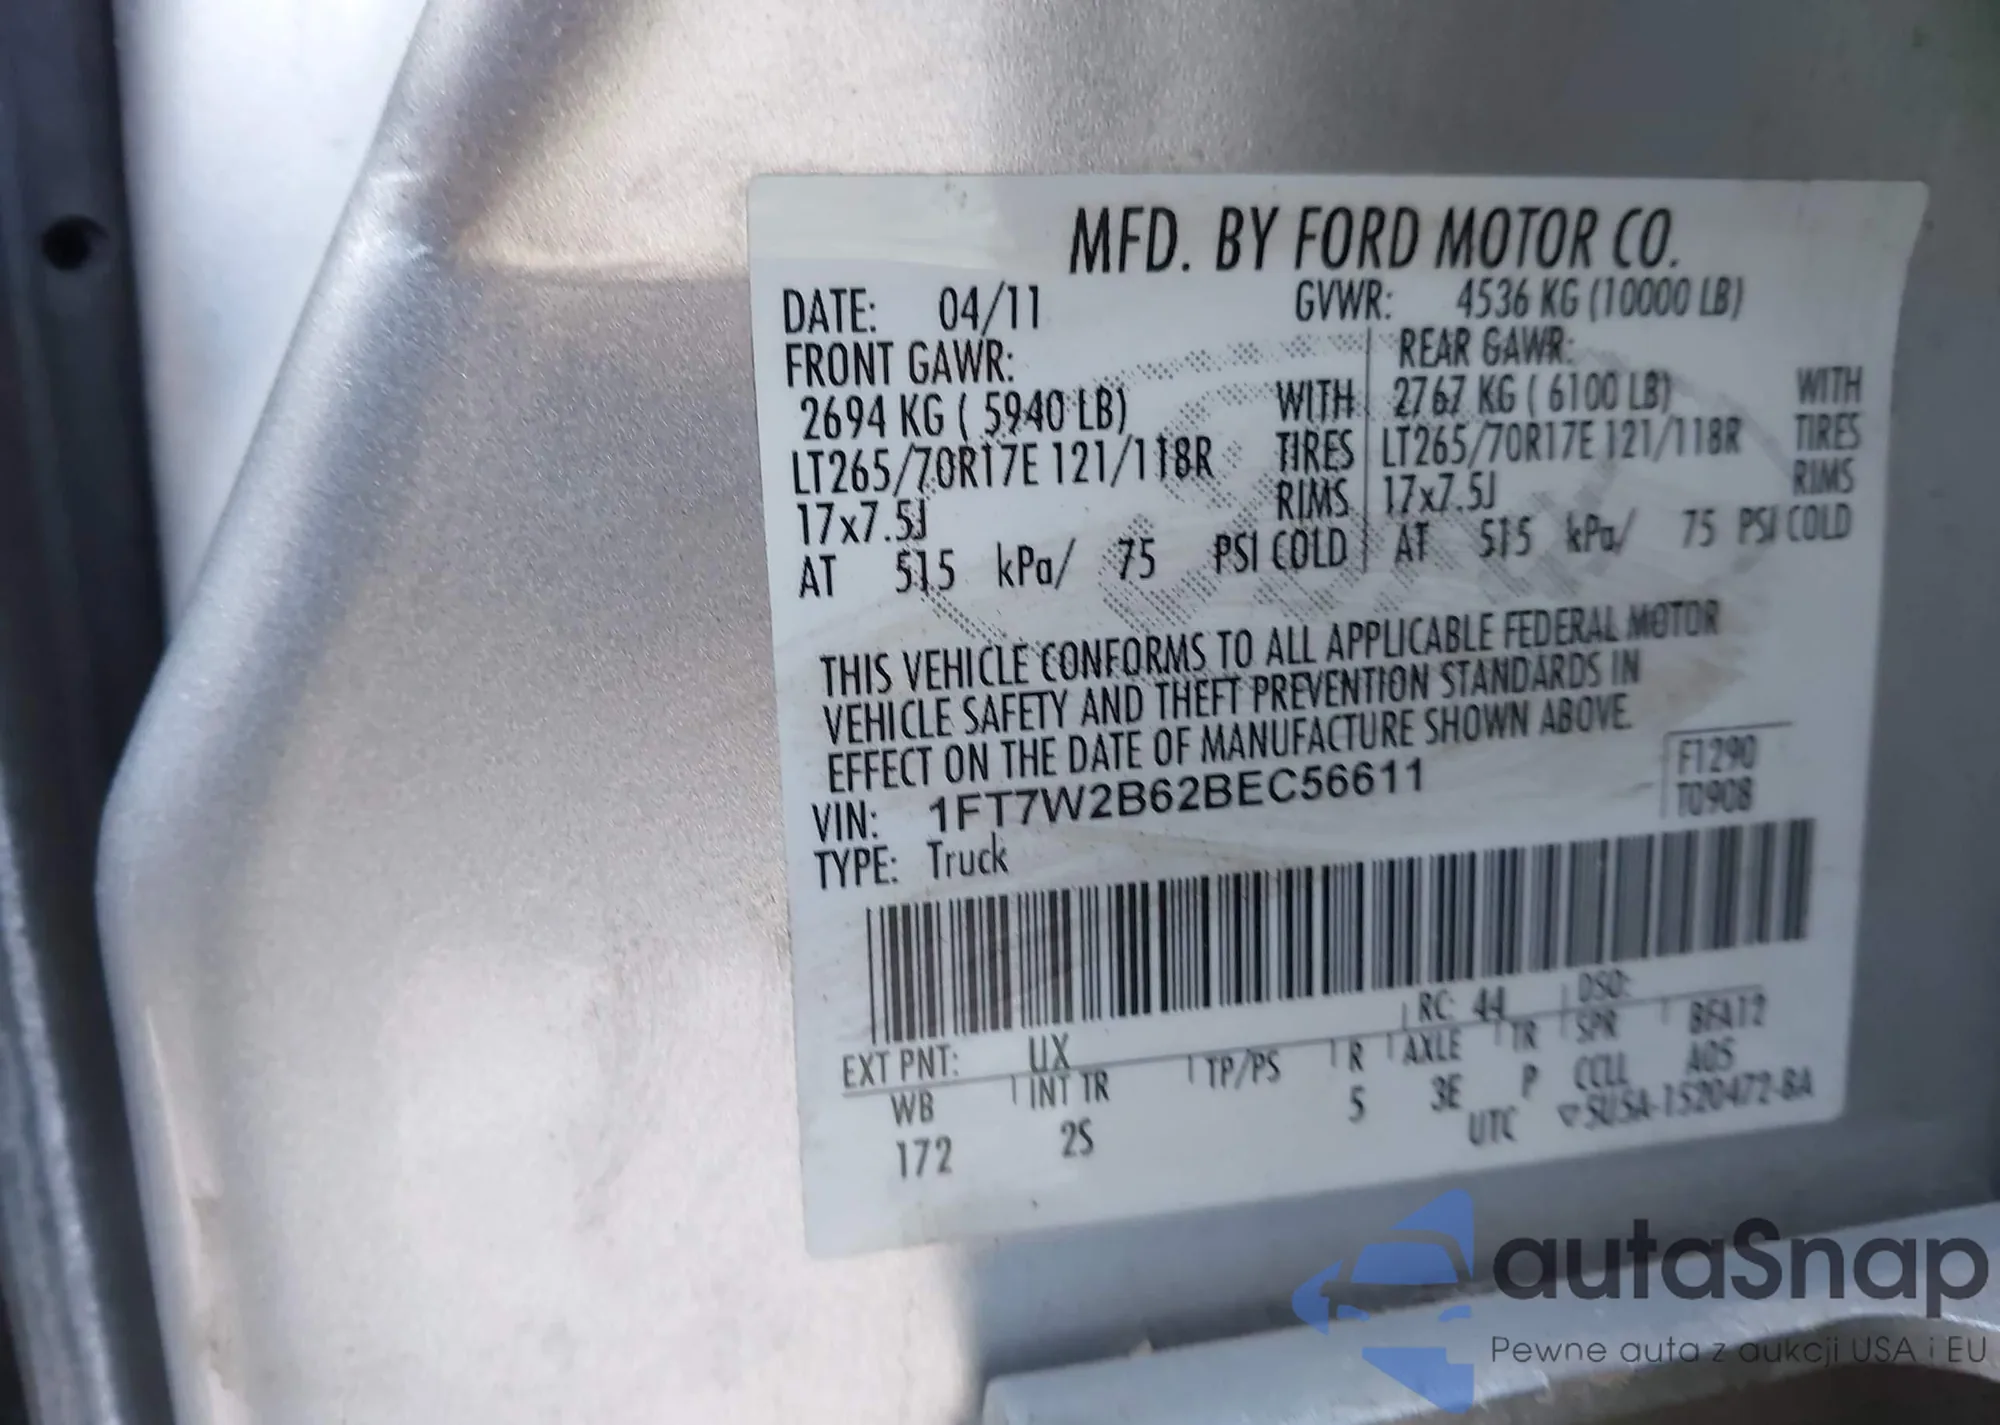 MFD. BY FORD MOTOR CO.
DATE: 04/11 GVWR: 4536 KG (10000 LB)
FRONT GAWR: REAR GAWR:
2694 KG ( 5940 LB) WITH 2767 KG ( 6100 LB) WITH
LT265/70R17E 121/118R TIRES LT265/70R17E 121/118R TIRES
17x7.5J RIMS 17x7.5J RIMS
AT 515 kPa/ 75 PSI COLD AT 515 kPa/ 75 PSI COLD
THIS VEHICLE CONFORMS TO ALL APPLICABLE FEDERAL MOTOR
VEHICLE SAFETY AND THEFT PREVENTION STANDARDS IN
EFFECT ON THE DATE OF MANUFACTURE SHOWN ABOVE.
F1290
VIN: 1FT7W2B62BEC56611 T0908
TYPE: Truck
EXT PNT: UX RC: 44 DSO:
WB INT TR TP/PS R AXLE TR SPR BFA12
172 2S 5 3E P CCLL A05
UTC ▽5U5A-1520472-BA
autaSnap
Pewne auta z aukcji USA i EU